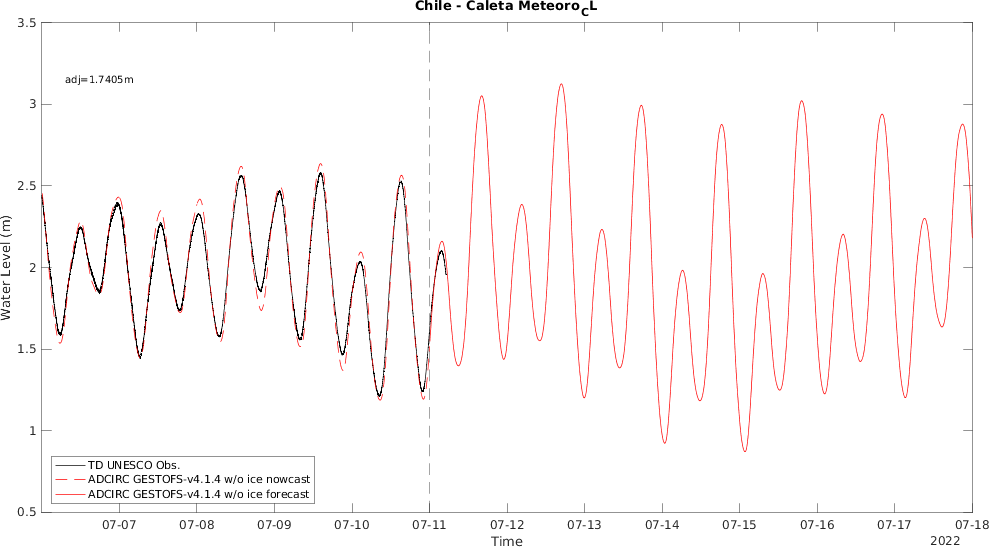 Chile - Caleta Meteoro_CL
adj=1.7405m
Water Level (m)
3.5
3
2.5
2
1.5
1
0.5
TD UNESCO Obs.
ADCIRC GESTOFS-v4.1.4 w/o ice nowcast
ADCIRC GESTOFS-v4.1.4 w/o ice forecast
07-07 07-08 07-09 07-10 07-11 07-12 07-13 07-14 07-15 07-16 07-17 07-18
Time
2022